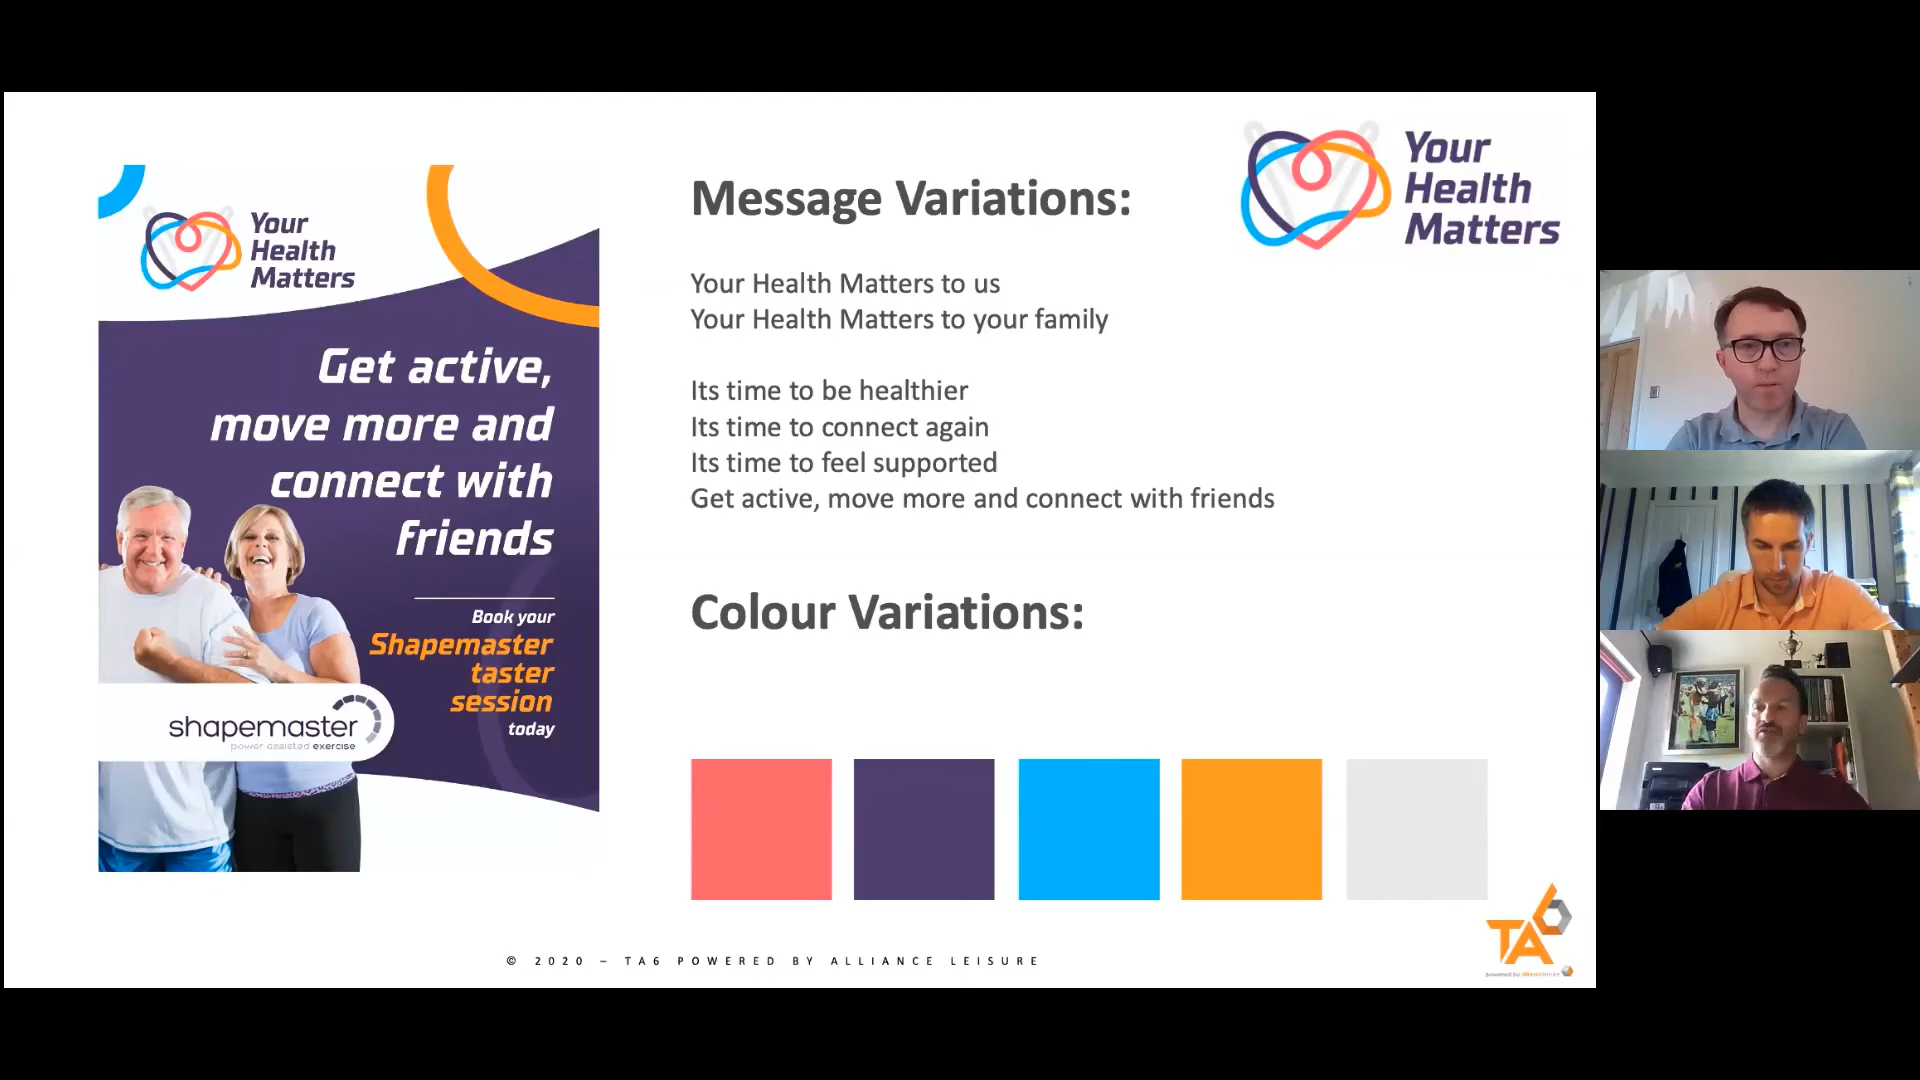 Your
Health
Matters
Get active,
move more and
connect with
friends
Book your
Shapemaster
taster
session
today
shapemaster
power assisted exercise
Message Variations:
Your Health Matters to us
Your Health Matters to your family
Its time to be healthier
Its time to connect again
Its time to feel supported
Get active, move more and connect with friends
Colour Variations:
Your
Health
Matters
TA6
powered by allianceleisure
© 2020 – TA6 POWERED BY ALLIANCE LEISURE